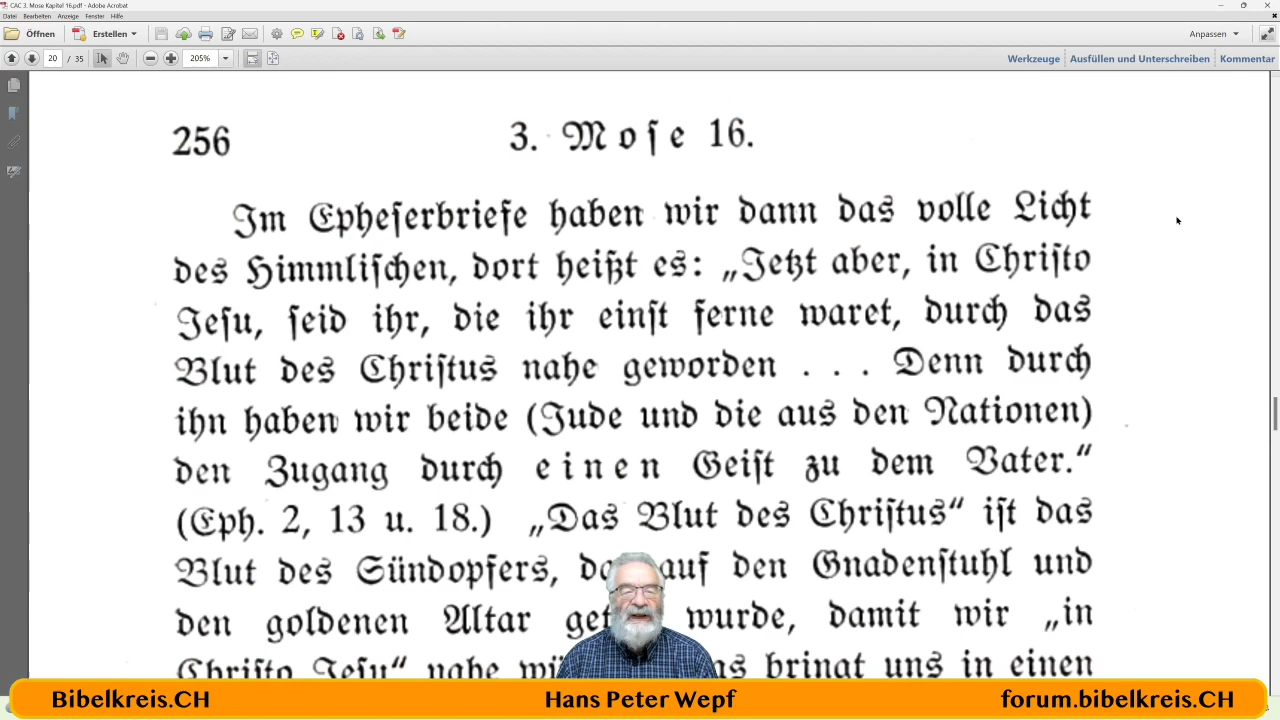 CAC 3. Mose Kapitel 16.pdf - Adobe Acrobat
Datei Bearbeiten Anzeige Fenster Hilfe
Öffnen Erstellen Anpassen
20 / 35 205% Werkzeuge Ausfüllen und Unterschreiben Kommentar
256 3. Moſe 16.
Im Epheſerbriefe haben wir dann das volle Licht
des Himmliſchen, dort heißt es: „Jetzt aber, in Chriſto
Jeſu, ſeid ihr, die ihr einſt ferne waret, durch das
Blut des Chriſtus nahe geworden . . . Denn durch
ihn haben wir beide (Jude und die aus den Nationen)
den Zugang durch einen Geiſt zu dem Vater.“
(Eph. 2, 13 u. 18.) „Das Blut des Chriſtus“ iſt das
Blut des Sündopfers, auf den Gnadenſtuhl und
den goldenen Altar wurde, damit wir „in
Chriſto Jeſu“ nahe bringt uns in einen
Bibelkreis.CH Hans Peter Wepf forum.bibelkreis.CH